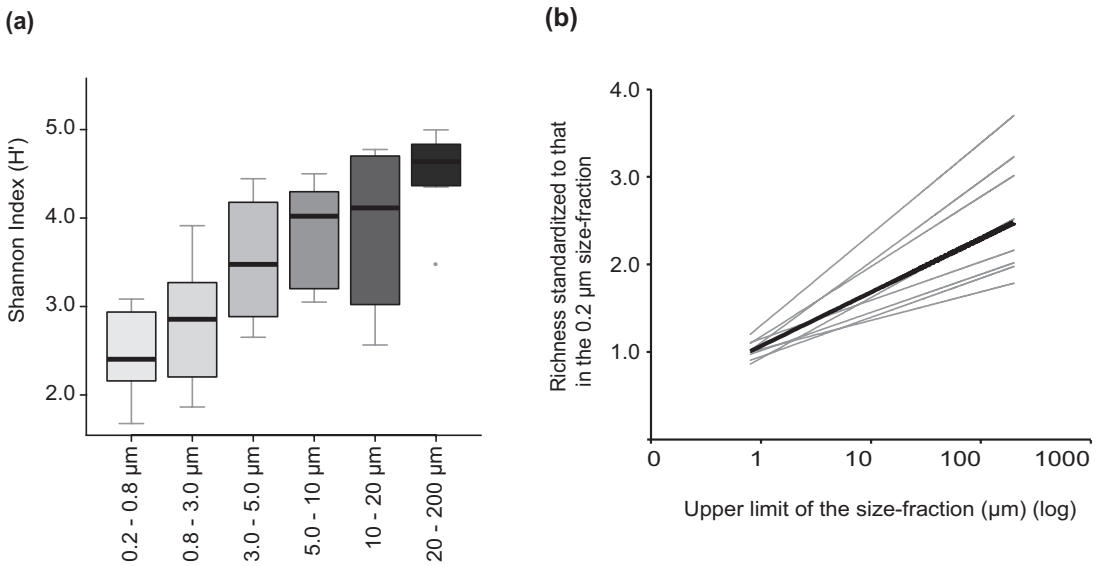 (a)
Shannon Index (H')
5.0
4.0
3.0
2.0
0.2 - 0.8 µm
0.8 - 3.0 µm
3.0 - 5.0 µm
5.0 - 10 µm
10 - 20 µm
20 - 200 µm
(b)
Richness standarditzed to that
in the 0.2 µm size-fraction
4.0
3.0
2.0
1.0
0
1
10
100
1000
Upper limit of the size-fraction (µm) (log)